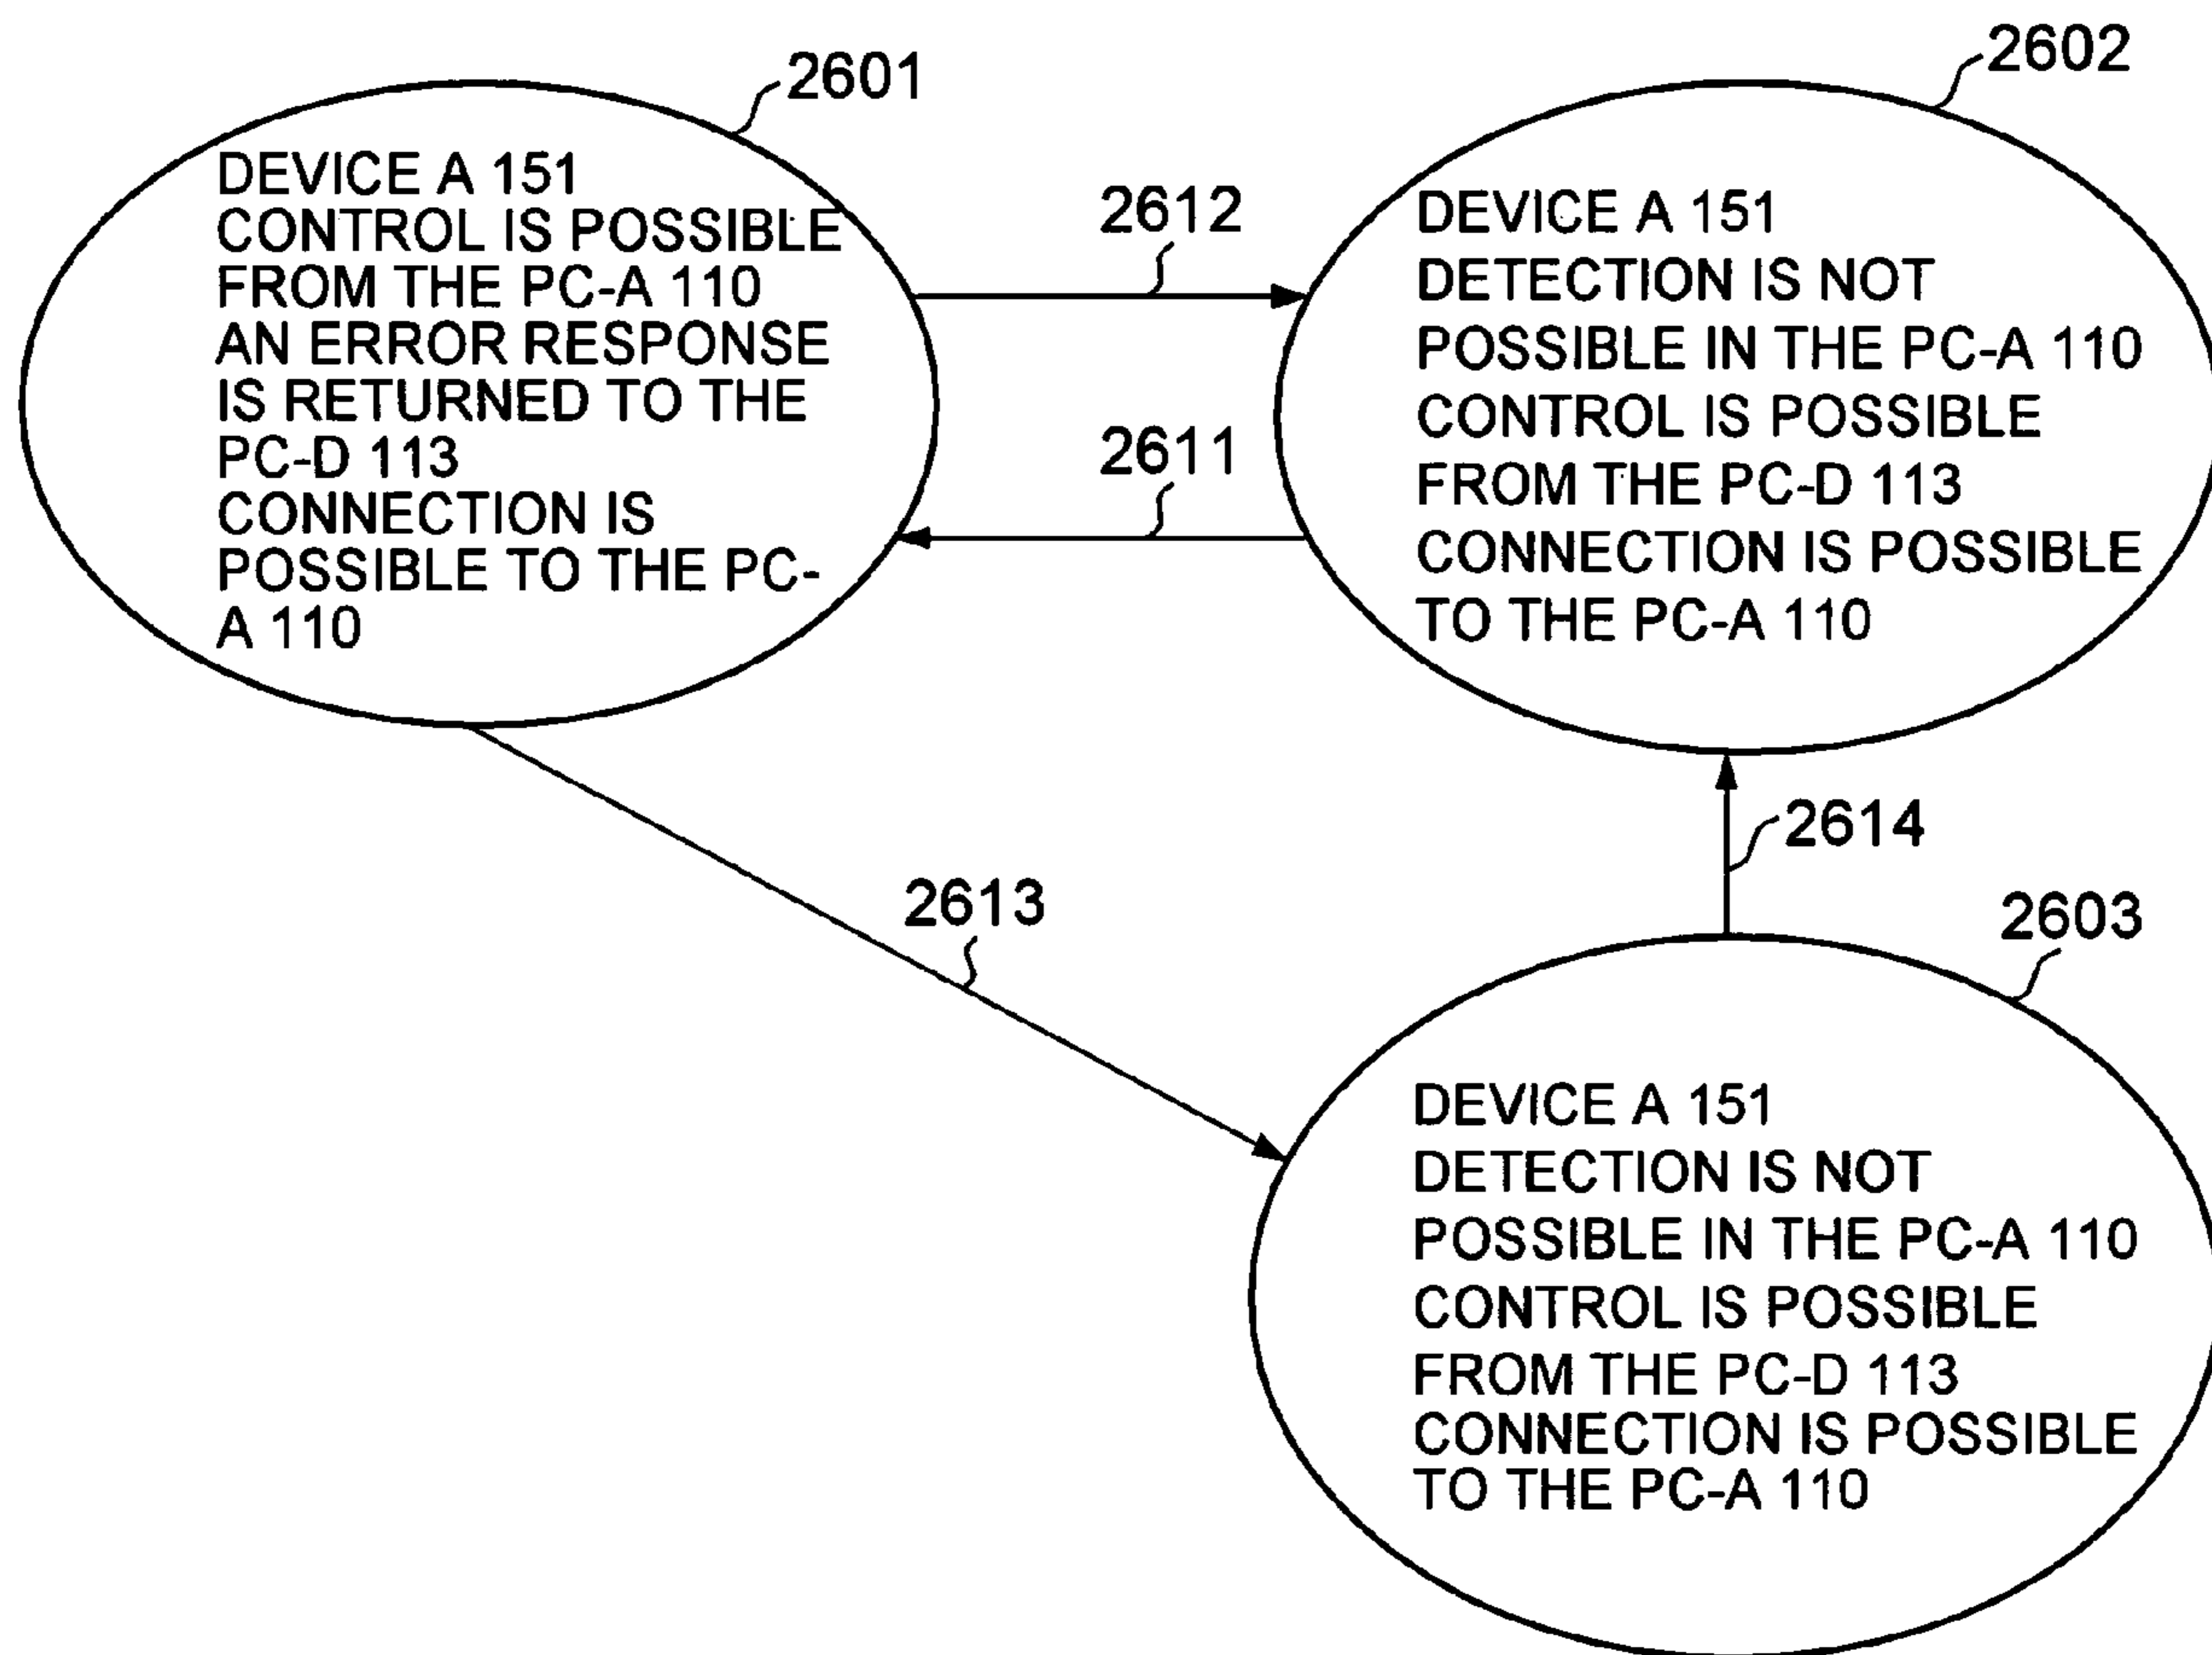 2601
DEVICE A 151
CONTROL IS POSSIBLE
FROM THE PC-A 110
AN ERROR RESPONSE
IS RETURNED TO THE
PC-D 113
CONNECTION IS
POSSIBLE TO THE PC-
A 110
2612
2611
2602
DEVICE A 151
DETECTION IS NOT
POSSIBLE IN THE PC-A 110
CONTROL IS POSSIBLE
FROM THE PC-D 113
CONNECTION IS POSSIBLE
TO THE PC-A 110
2613
2614
2603
DEVICE A 151
DETECTION IS NOT
POSSIBLE IN THE PC-A 110
CONTROL IS POSSIBLE
FROM THE PC-D 113
CONNECTION IS POSSIBLE
TO THE PC-A 110